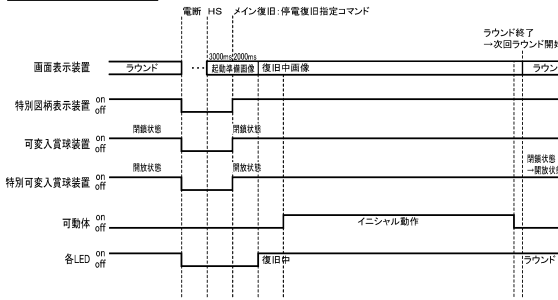 電断 HS メイン復旧：停電復旧指定コマンド
ラウンド終了
→次回ラウンド開始
3000ms 2000ms
画面表示装置 ラウンド ･･･ 起動準備画像 復旧中画像 ラウン
特別図柄表示装置 on
off
閉鎖状態 閉鎖状態
可変入賞球装置 on
off
開放状態 開放状態 閉鎖状態
→開放状態
特別可変入賞球装置 on
off
可動体 on
off
イニシャル動作
各LED on
off
復旧中 ラウンド